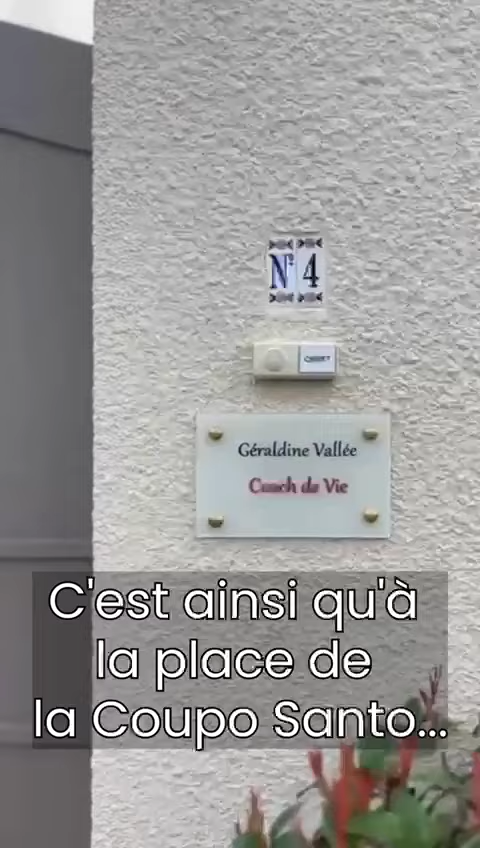 N° 4
Géraldine Vallée
Coach de Vie
C'est ainsi qu'à
la place de
la Coupo Santo...